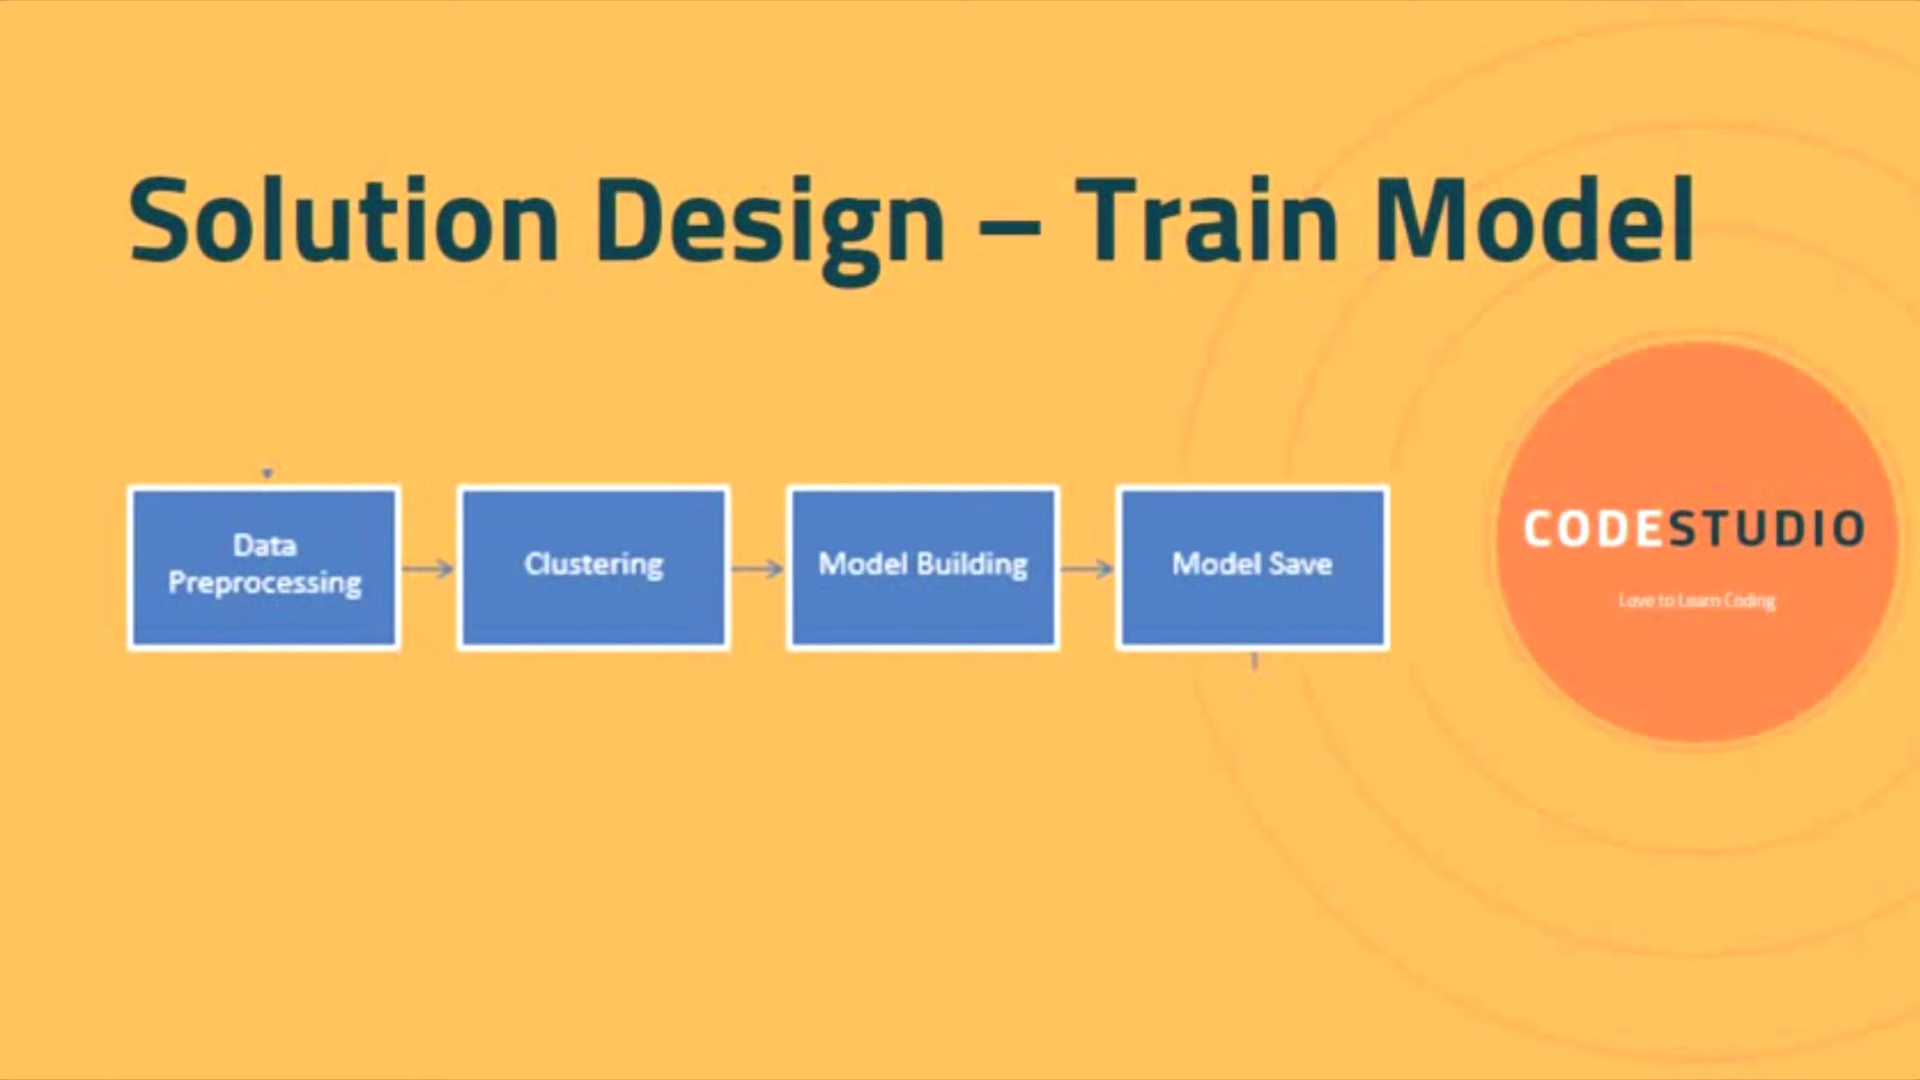 Solution Design – Train Model
Data
Preprocessing
Clustering
Model Building
Model Save
CODESTUDIO
Love to Learn Coding